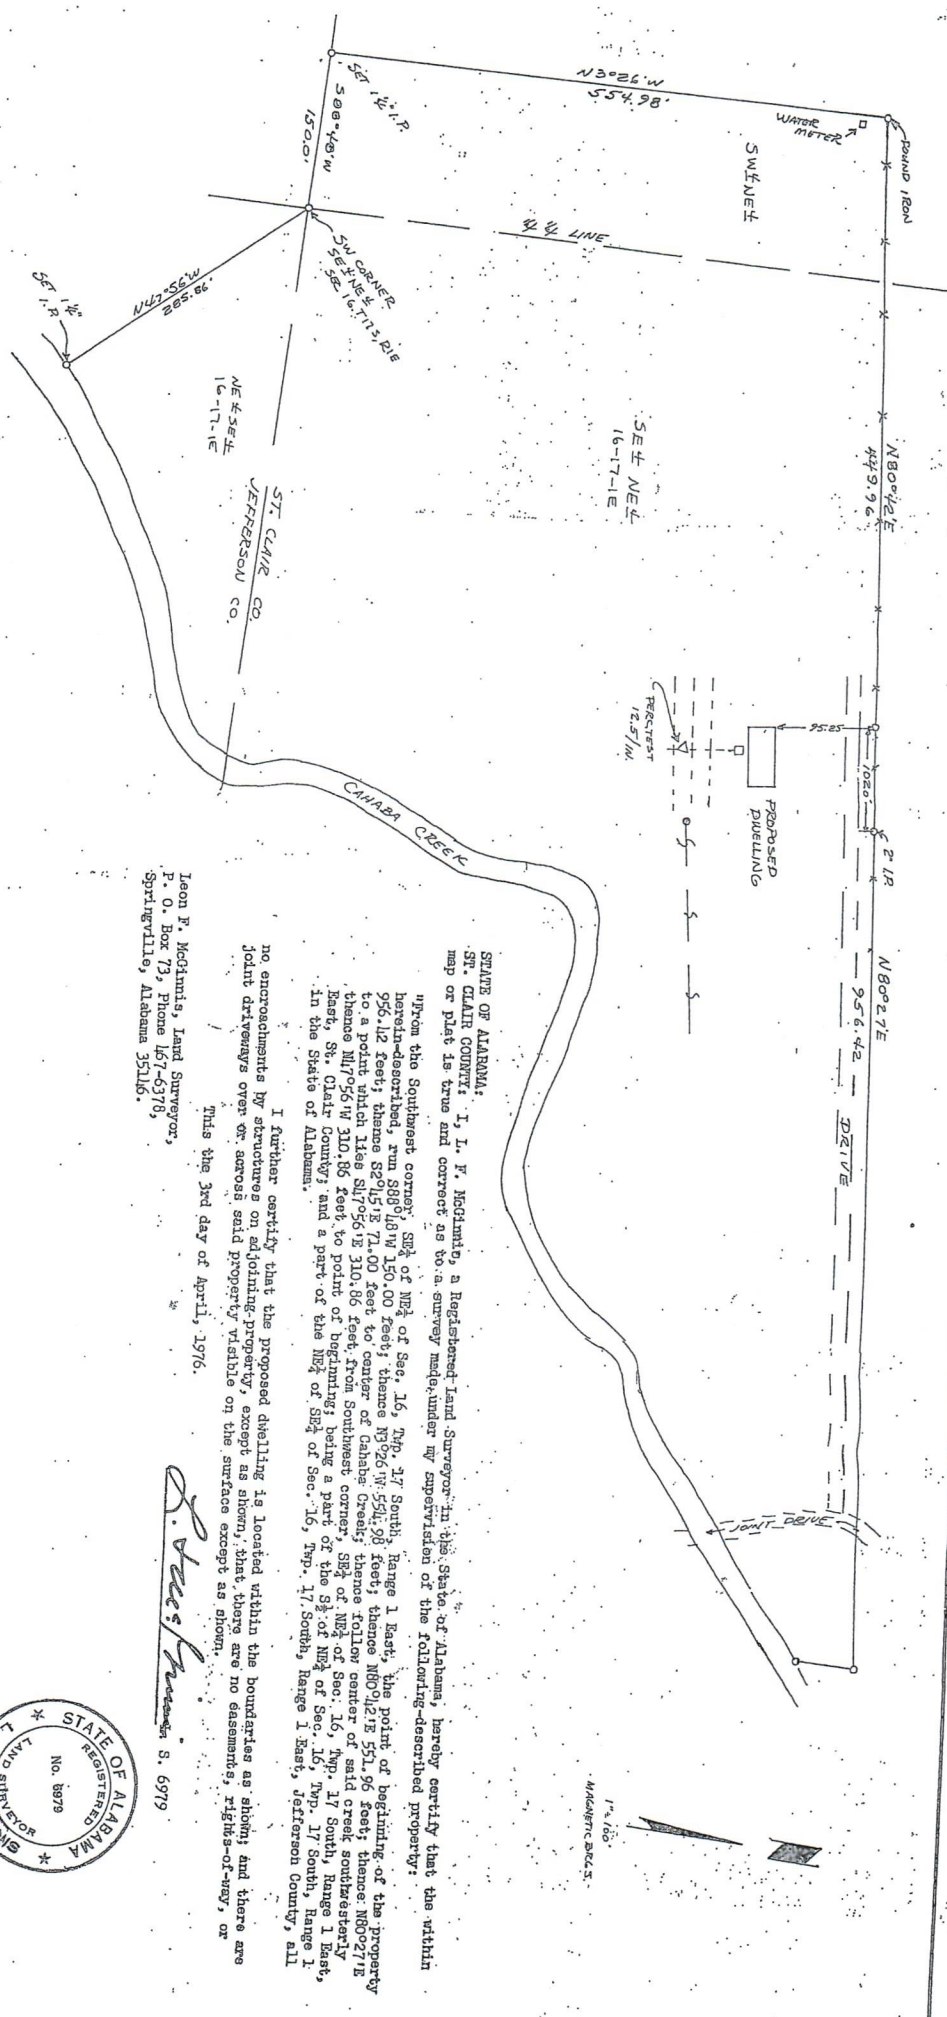 FOUND IRON
WATER METER
N3°26'W
554.98'
SW¼NE¼
N80°42'E
449.96
¼ ¼ LINE
SET 1¼" I.P.
S88°48'W
150.0'
SW CORNER
SE¼NE¼
SEC 16, T17S, R1E
SE¼ NE¼
16-17-1E
N47°56'W
285.86'
SET 1¼"
I.P.
NE¼SE¼
16-17-1E
ST. CLAIR CO.
JEFFERSON CO.
CAHABA CREEK
95.25
PROPOSED
DWELLING
PERC TEST
12.5/IN.
2" I.P.
N80°27'E
956.42
DRIVE
JOINT DRIVE
1"=100'
MAGNETIC BRGS.
STATE OF ALABAMA:
ST. CLAIR COUNTY: I, L. F. McGinnis, a Registered Land Surveyor in the State of Alabama, hereby certify that the within
map or plat is true and correct as to a survey made under my supervision of the following-described property:
"From the Southwest corner, SE¼ of NE¼ of Sec. 16, Twp. 17 South, Range 1 East, the point of beginning of the property
herein-described, run S88°48'W 150.00 feet; thence N3°26'W 554.98 feet; thence N80°42'E 551.96 feet; thence N80°27'E
956.42 feet; thence S2°45'E 71.00 feet to center of Cahaba Creek; thence follow center of said creek southwesterly
to a point which lies S47°56'E 310.86 feet from Southwest corner, SE¼ of NE¼ of Sec. 16, Twp. 17 South, Range 1 East,
thence N47°56'W 310.86 feet to point of beginning; being a part of the S½ of NE¼ of Sec. 16, Twp. 17 South, Range 1
East, St. Clair County; and a part of the NE¼ of SE¼ of Sec. 16, Twp. 17 South, Range 1 East, Jefferson County, all
in the State of Alabama.
I further certify that the proposed dwelling is located within the boundaries as shown; and there are
no encroachments by structures on adjoining property, except as shown; that there are no easements, rights-of-way, or
joint driveways over or across said property visible on the surface except as shown.
This the 3rd day of April, 1976.
Leon F. McGinnis, Land Surveyor,
P. O. Box 73, Phone 467-6378,
Springville, Alabama 35146.
S. 6979
STATE OF ALABAMA
REGISTERED
No. 6979
LAND SURVEYOR